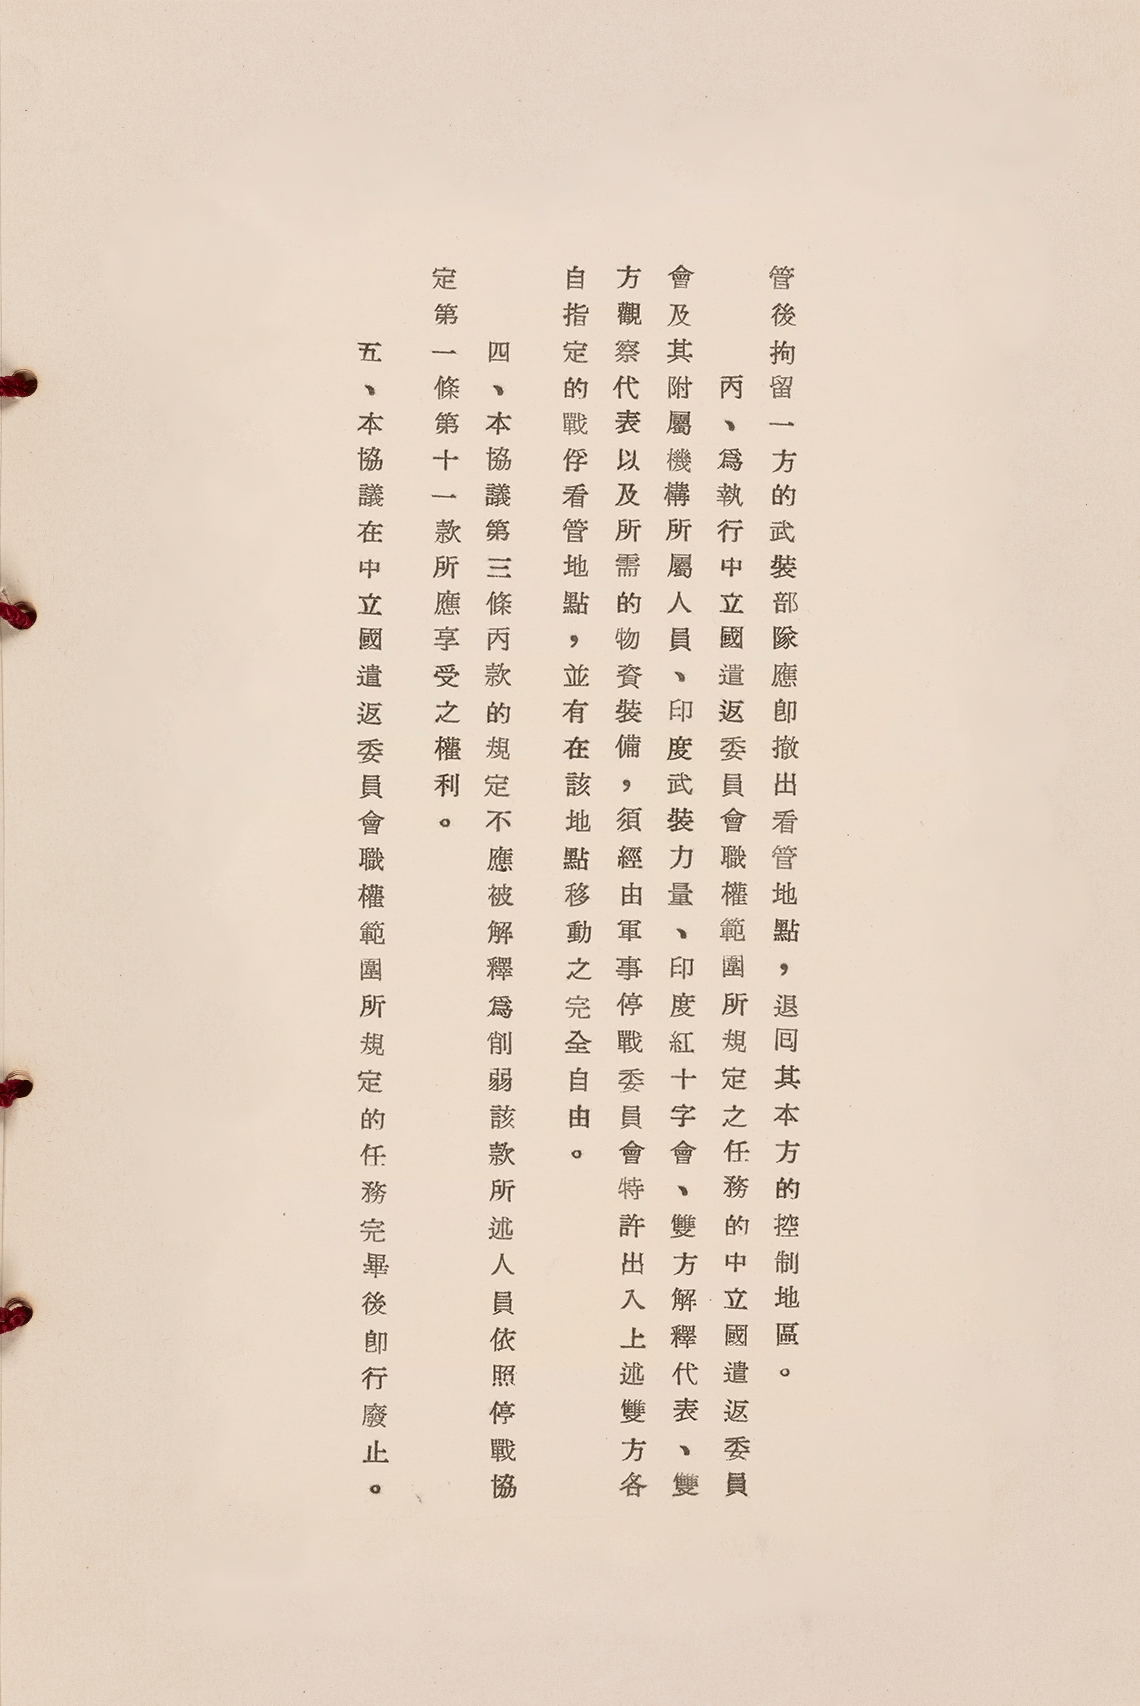 管後拘留一方的武裝部隊應卽撤出看管地點，退囘其本方的控制地區。
丙、爲執行中立國遣返委員會職權範圍所規定之任務的中立國遣返委員
會及其附屬機構所屬人員、印度武裝力量、印度紅十字會、雙方解釋代表、雙
方觀察代表以及所需的物資裝備，須經由軍事停戰委員會特許出入上述雙方各
自指定的戰俘看管地點，並有在該地點移動之完全自由。
四、本協議第三條丙款的規定不應被解釋爲削弱該款所述人員依照停戰協
定第一條第十一款所應享受之權利。
五、本協議在中立國遣返委員會職權範圍所規定的任務完畢後卽行廢止。